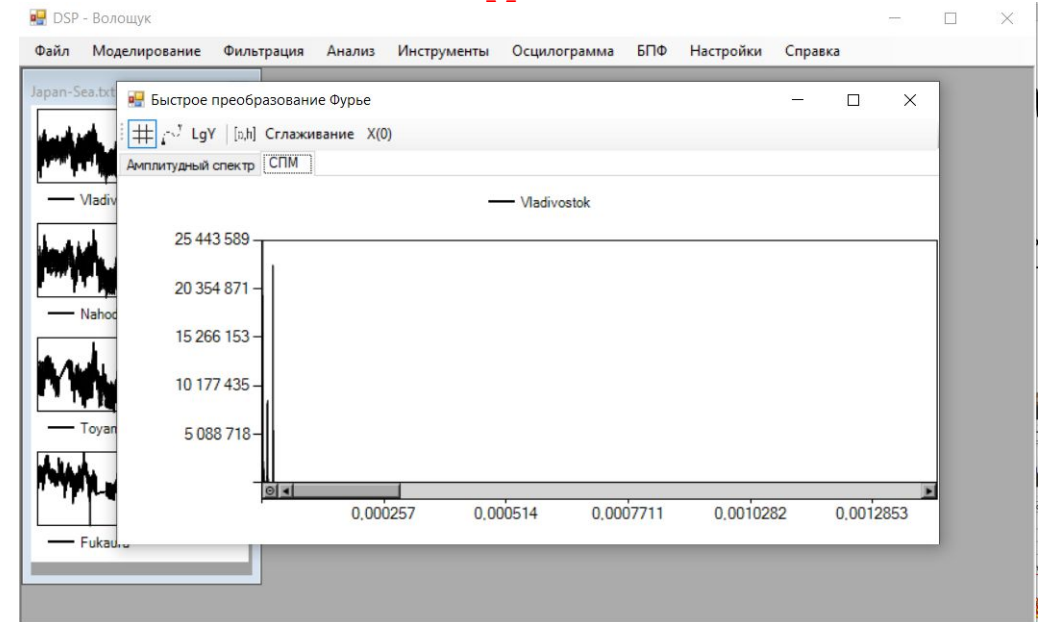 DSP - Волощук
Файл Моделирование Фильтрация Анализ Инструменты Осцилограмма БПФ Настройки Справка
Japan-Sea.txt
Быстрое преобразование Фурье
LgY [n,h] Сглаживание X(0)
Амплитудный спектр СПМ
Vladivostok
25 443 589
20 354 871
15 266 153
10 177 435
5 088 718
0,000257 0,000514 0,0007711 0,0010282 0,0012853
Vladiv
Nahod
Toyam
Fukaura